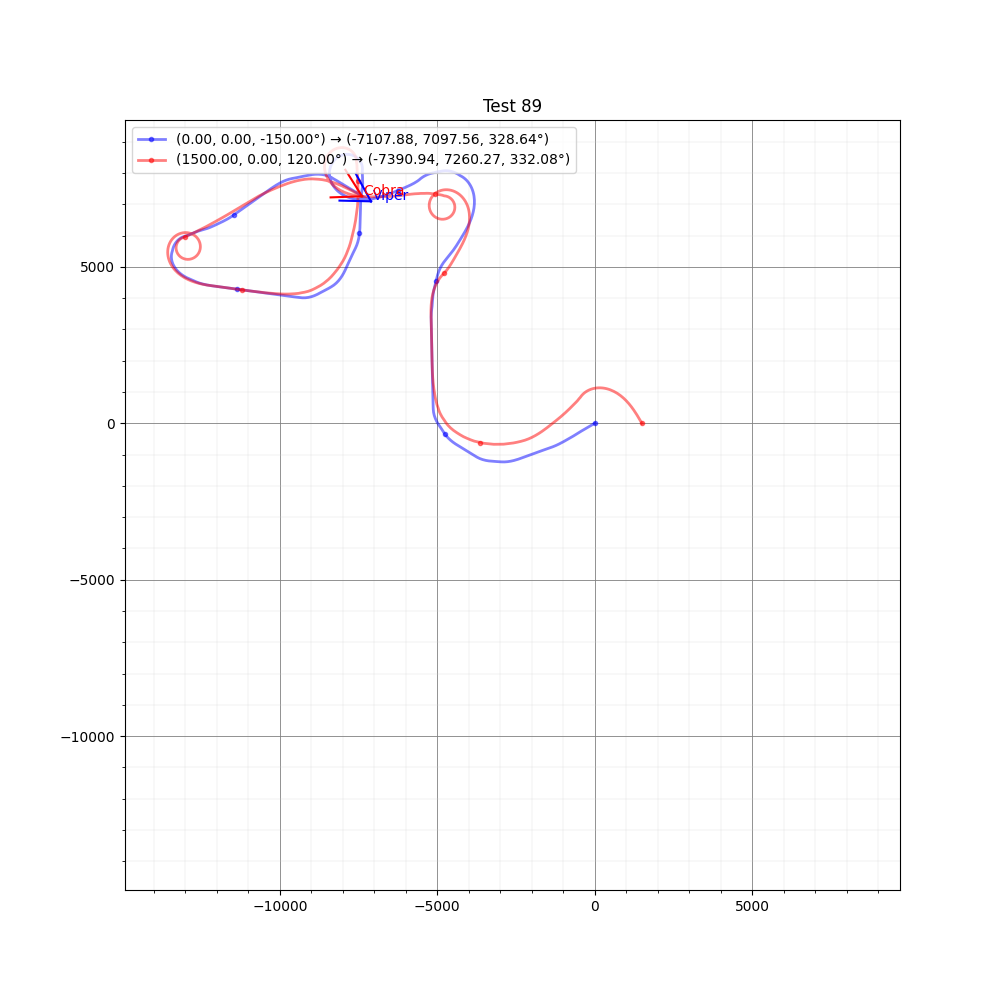 Test 89
(0.00, 0.00, -150.00°) → (-7107.88, 7097.56, 328.64°)
(1500.00, 0.00, 120.00°) → (-7390.94, 7260.27, 332.08°)
Cobra
Viper
5000
0
−5000
−10000
−10000
−5000
0
5000